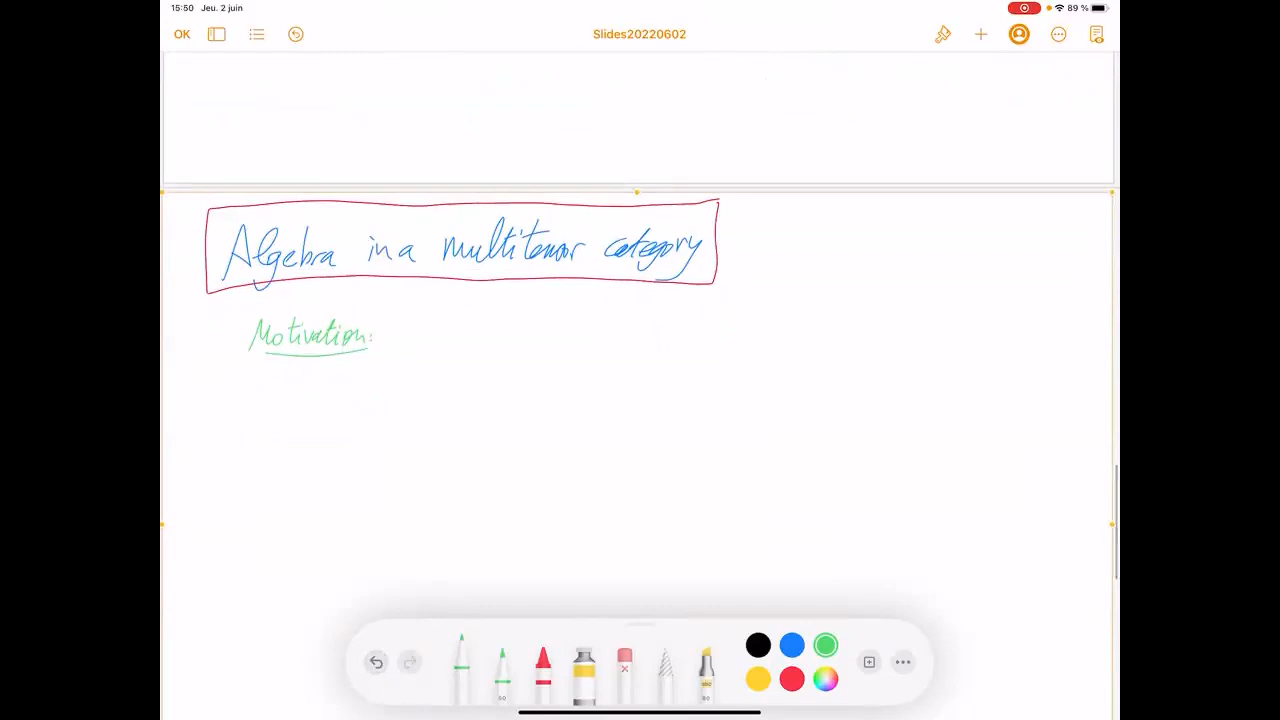 15:50 Jeu. 2 juin 89 %
OK Slides20220602
Algebra in a multitensor category
Motivation: